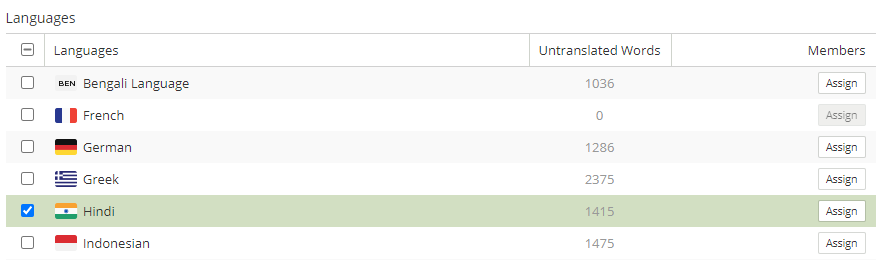 Languages
Languages Untranslated Words Members
BEN Bengali Language 1036 Assign
French 0 Assign
German 1286 Assign
Greek 2375 Assign
Hindi 1415 Assign
Indonesian 1475 Assign